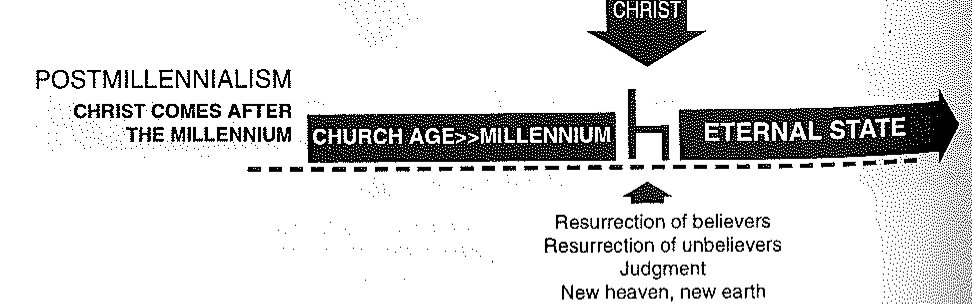 CHRIST
POSTMILLENNIALISM
CHRIST COMES AFTER
THE MILLENNIUM
CHURCH AGE>>MILLENNIUM
ETERNAL STATE
Resurrection of believers
Resurrection of unbelievers
Judgment
New heaven, new earth